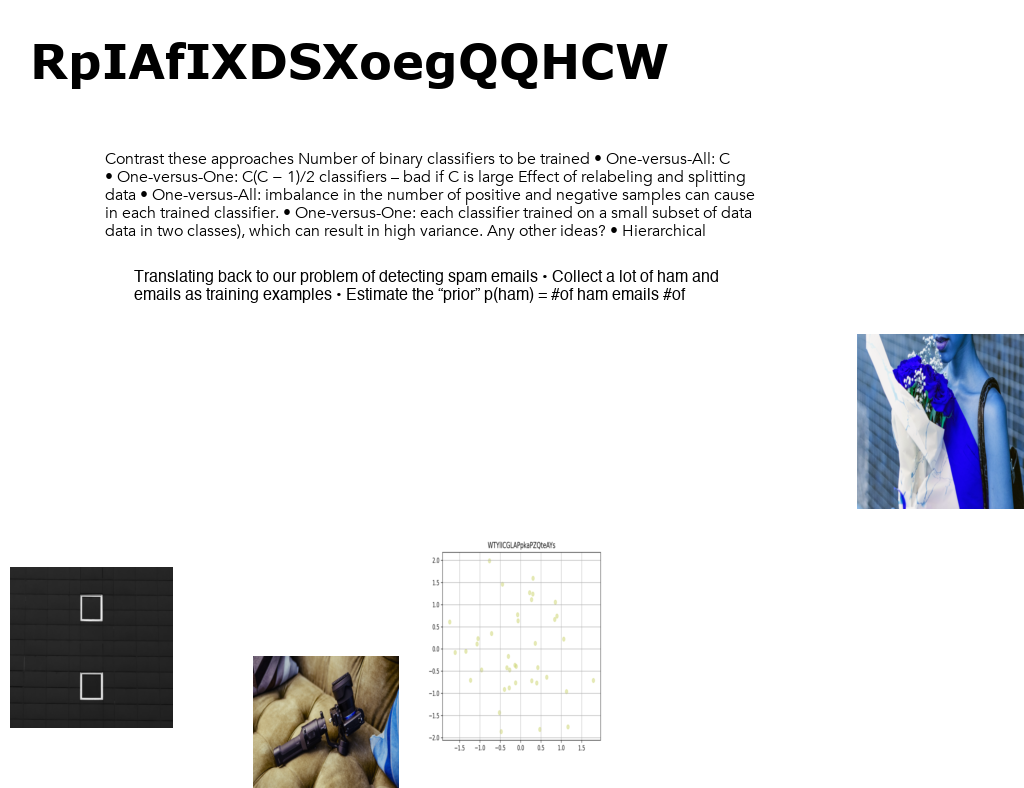 RpIAfIXDSXoegQQHCW
Contrast these approaches Number of binary classifiers to be trained • One-versus-All: C
• One-versus-One: C(C − 1)/2 classifiers – bad if C is large Effect of relabeling and splitting
data • One-versus-All: imbalance in the number of positive and negative samples can cause
in each trained classifier. • One-versus-One: each classifier trained on a small subset of data
data in two classes), which can result in high variance. Any other ideas? • Hierarchical
Translating back to our problem of detecting spam emails • Collect a lot of ham and
emails as training examples • Estimate the “prior” p(ham) = #of ham emails #of
2.0
1.5
1.0
0.5
0.0
−0.5
−1.0
−1.5
−2.0
−1.5 −1.0 −0.5 0.0 0.5 1.0 1.5